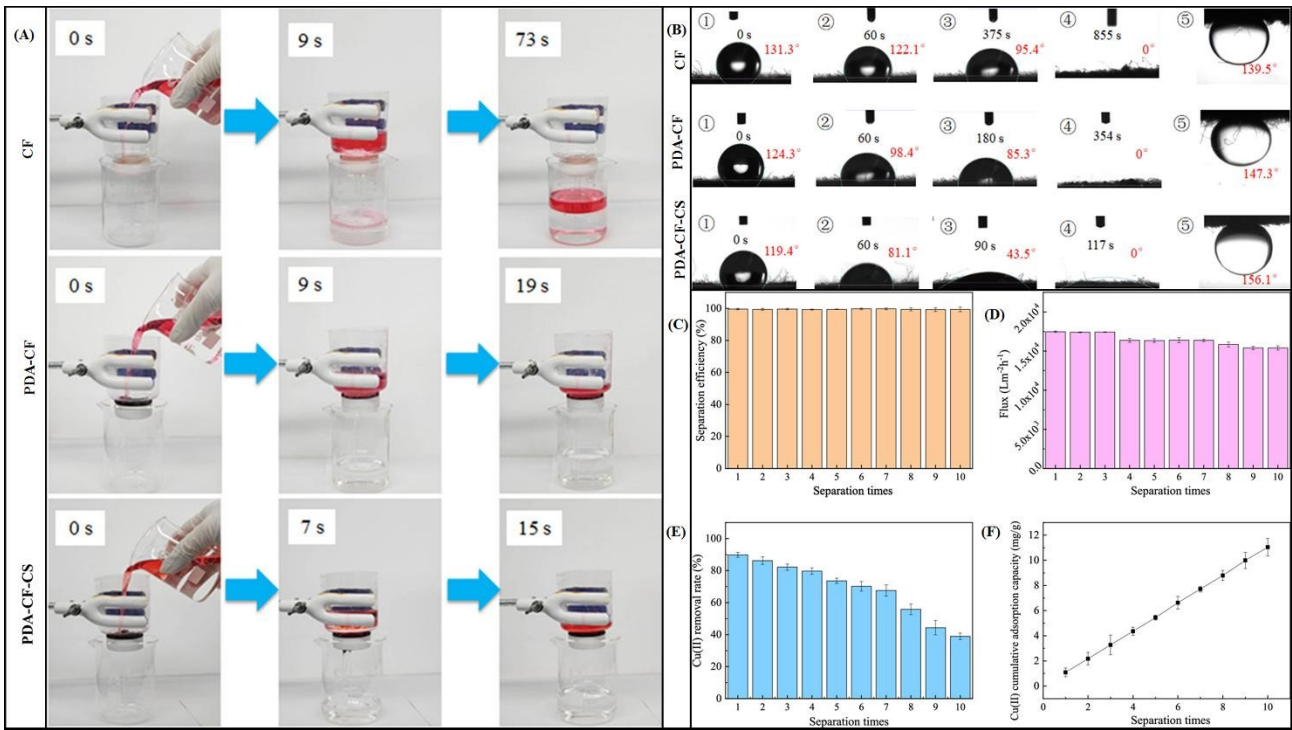 (A)
CF
0 s
9 s
73 s
PDA-CF
0 s
9 s
19 s
PDA-CF-CS
0 s
7 s
15 s
(B)
CF
① 0 s 131.3°
② 60 s 122.1°
③ 375 s 95.4°
④ 855 s 0°
⑤ 139.5°
PDA-CF
① 0 s 124.3°
② 60 s 98.4°
③ 180 s 85.3°
④ 354 s 0°
⑤ 147.3°
PDA-CF-CS
① 0 s 119.4°
② 60 s 81.1°
③ 90 s 43.5°
④ 117 s 0°
⑤ 156.1°
(C)
Separation efficiency (%)
100
80
60
40
20
0
1 2 3 4 5 6 7 8 9 10
Separation times
(D)
Flux (Lm⁻²h⁻¹)
2.0x10⁴
1.5x10⁴
1.0x10⁴
5.0x10³
0.0
1 2 3 4 5 6 7 8 9 10
Separation times
(E)
Cu(II) removal rate (%)
100
80
60
40
20
0
1 2 3 4 5 6 7 8 9 10
Separation times
(F)
Cu(II) cumulative adsorption capacity (mg/g)
12
10
8
6
4
2
0
0 2 4 6 8 10
Separation times